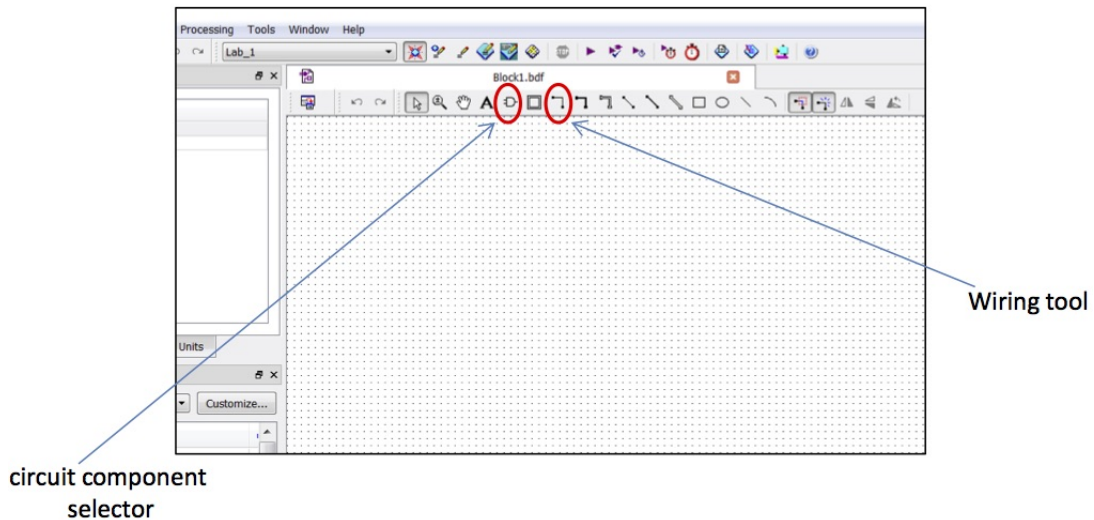 Processing Tools Window Help
Lab_1
Block1.bdf
A
Units
Customize...
Wiring tool
circuit component
selector